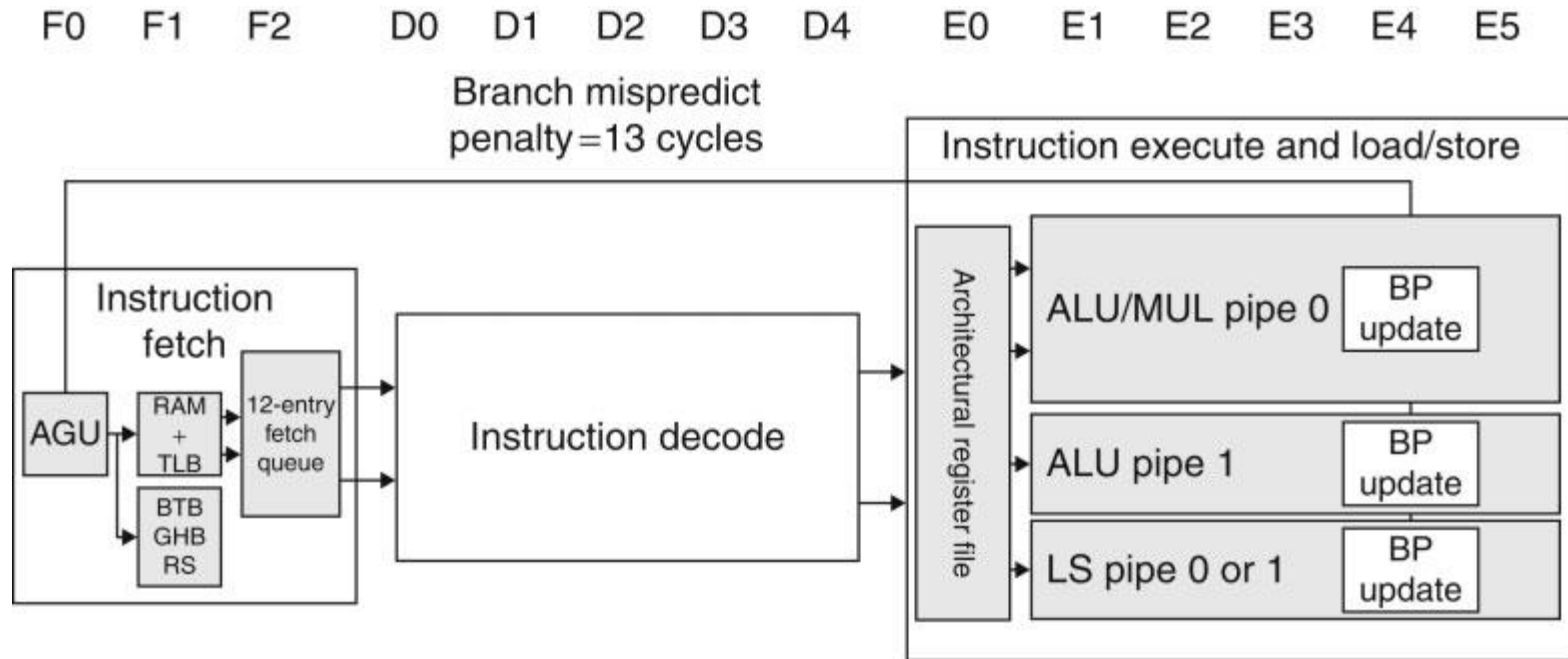 F0 F1 F2 D0 D1 D2 D3 D4 E0 E1 E2 E3 E4 E5
Branch mispredict
penalty=13 cycles
Instruction execute and load/store
Instruction
fetch
AGU
RAM
+
TLB
BTB
GHB
RS
12-entry
fetch
queue
Instruction decode
Architectural register file
ALU/MUL pipe 0
BP
update
ALU pipe 1
BP
update
LS pipe 0 or 1
BP
update